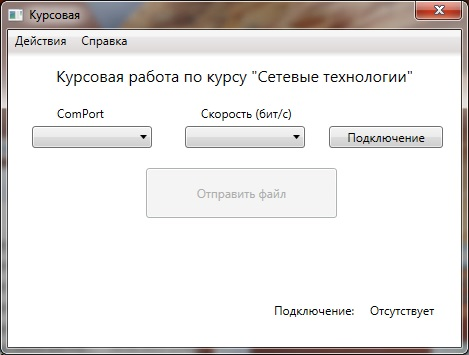 Курсовая
Действия Справка
Курсовая работа по курсу "Сетевые технологии"
ComPort Скорость (бит/с)
Подключение
Отправить файл
Подключение: Отсутствует